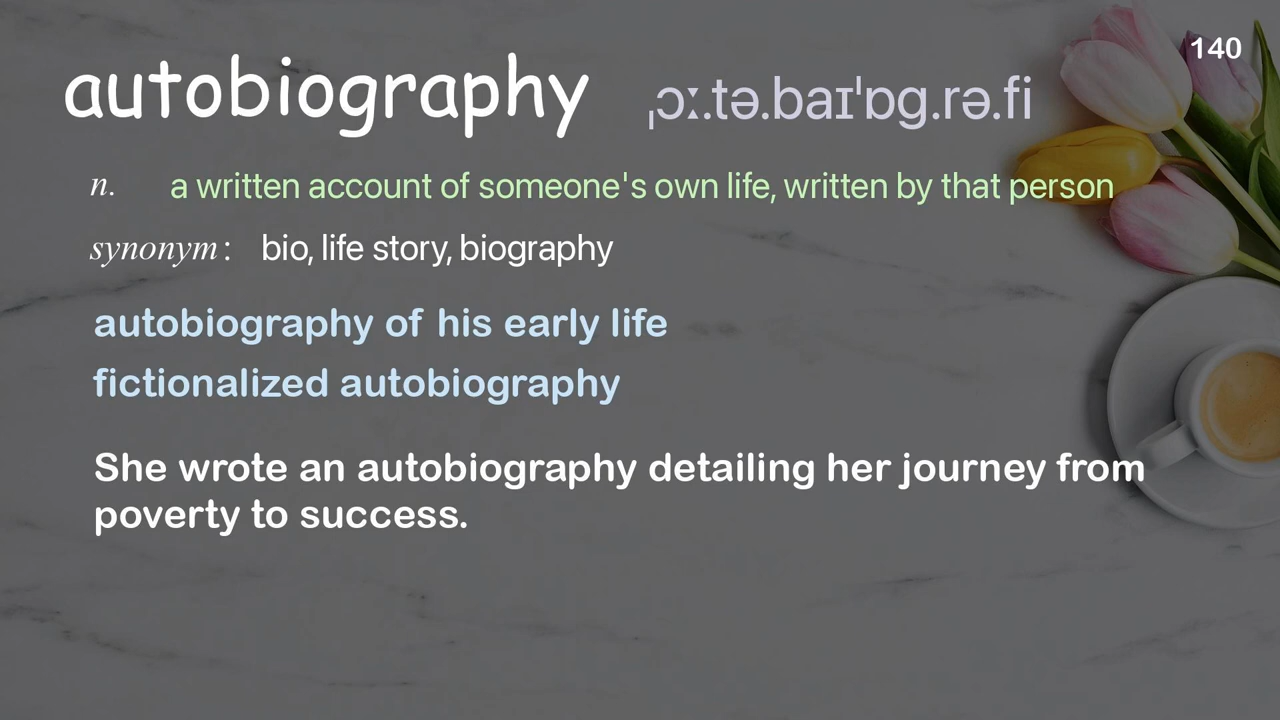 140
autobiography ˌɔː.tə.baɪˈɒg.rə.fi
n. a written account of someone's own life, written by that person
synonym: bio, life story, biography
autobiography of his early life
fictionalized autobiography
She wrote an autobiography detailing her journey from
poverty to success.